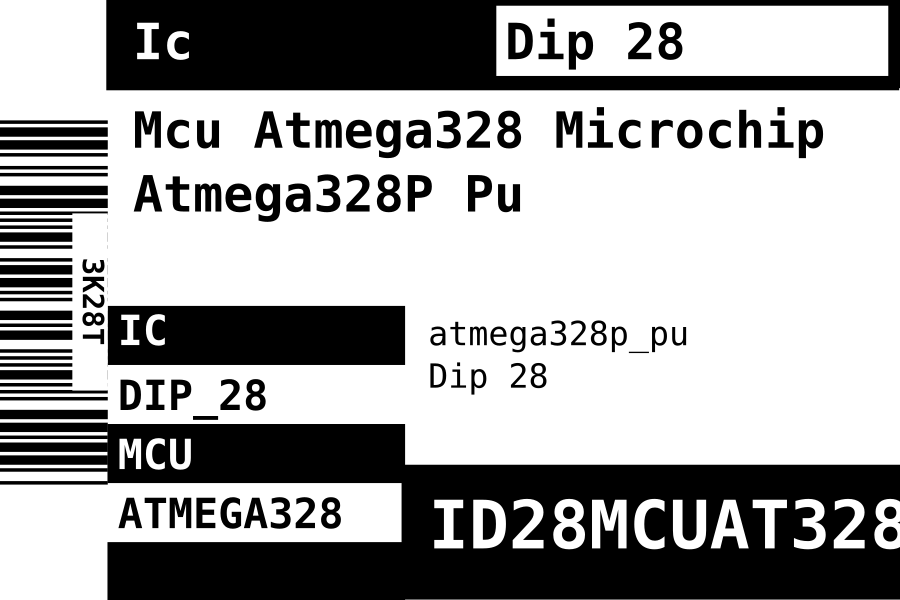 Ic
Dip 28
Mcu Atmega328 Microchip
Atmega328P Pu
3K28T
IC
DIP_28
MCU
ATMEGA328
atmega328p_pu
Dip 28
ID28MCUAT328